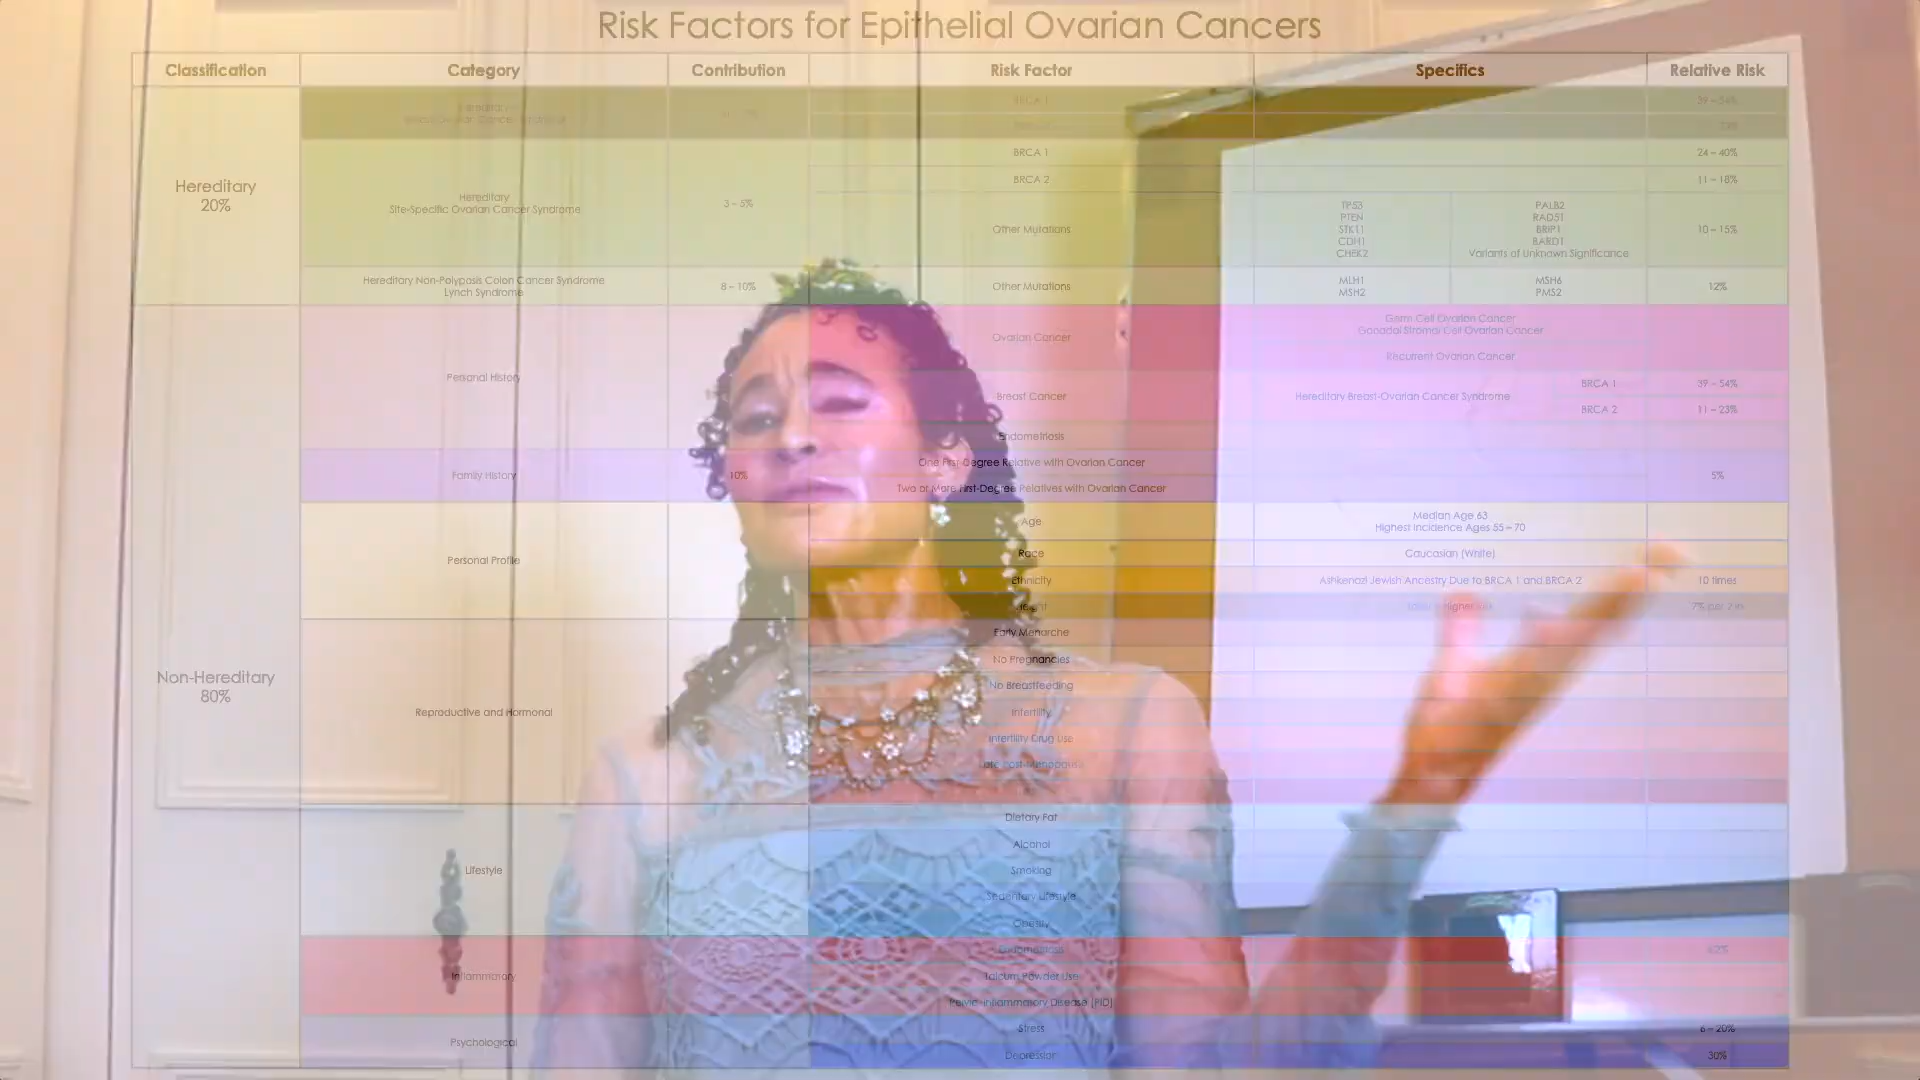 Risk Factors for Epithelial Ovarian Cancers
Classification Category Contribution Risk Factor Specifics Relative Risk
Hereditary
20%
Hereditary
BRCA 1 39 – 54%
BRCA 1 24 – 40%
BRCA 2 11 – 18%
Hereditary
Site-Specific Ovarian Cancer Syndrome
3 – 5%
Other Mutations
TP53
PTEN
STK11
CDH1
CHEK2
PALB2
RAD51
BRIP1
BARD1
Variants of Unknown Significance
10 – 15%
Hereditary Non-Polyposis Colon Cancer Syndrome
Lynch Syndrome
8 – 10%
Other Mutations
MLH1
MSH2
MSH6
PMS2
12%
Non-Hereditary
80%
Personal History
Ovarian Cancer
Germ Cell Ovarian Cancer
Gonadal Stromal Cell Ovarian Cancer
Recurrent Ovarian Cancer
Breast Cancer
Hereditary Breast-Ovarian Cancer Syndrome
BRCA 1 39 – 54%
BRCA 2 11 – 23%
Endometriosis
Family History
10%
One First-Degree Relative with Ovarian Cancer
Two or More First-Degree Relatives with Ovarian Cancer
5%
Personal Profile
Age
Median Age 63
Highest Incidence Ages 55 – 70
Race Caucasian (White)
Ethnicity Ashkenazi Jewish Ancestry Due to BRCA 1 and BRCA 2 10 times
Height
Reproductive and Hormonal
Early Menarche
No Pregnancies
No Breastfeeding
Infertility
Infertility Drug Use
Lifestyle
Dietary Fat
Alcohol
Smoking
Sedentary Lifestyle
Obesity
Inflammatory
Endometriosis 62%
Talcum Powder Use
Pelvic Inflammatory Disease (PID)
Psychological
Stress 6 – 20%
Depression 30%